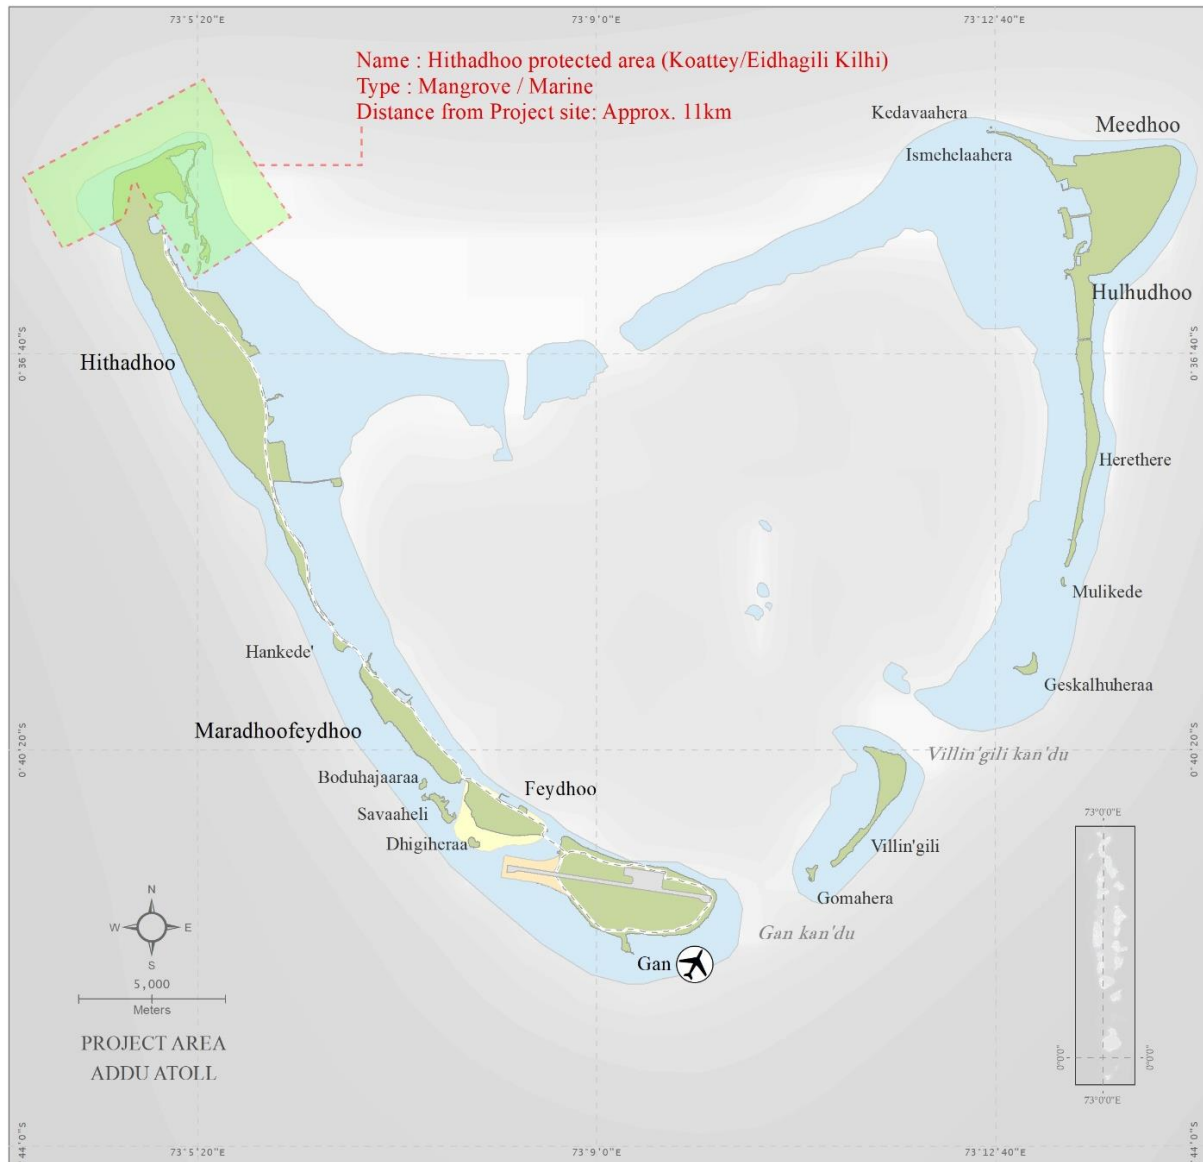 73°5'20"E
73°9'0"E
73°12'40"E
Name : Hithadhoo protected area (Koattey/Eidhagili Kilhi)
Type : Mangrove / Marine
Distance from Project site: Approx. 11km
Kedavaahera
Meedhoo
Ismehelaahera
Hulhudhoo
0°36'40"S
0°36'40"S
Hithadhoo
Herethere
Mulikede
Hankede'
Geskalhuheraa
Maradhoofeydhoo
0°40'20"S
0°40'20"S
Villin'gili kan'du
Boduhajaaraa
Feydhoo
Savaaheli
Dhigiheraa
Villin'gili
Gomahera
Gan kan'du
Gan
N
W
E
S
5,000
Meters
PROJECT AREA
ADDU ATOLL
73°0'0"E
0°0'0"
0°0'0"
73°0'0"E
44'0"S
73°5'20"E
73°9'0"E
73°12'40"E